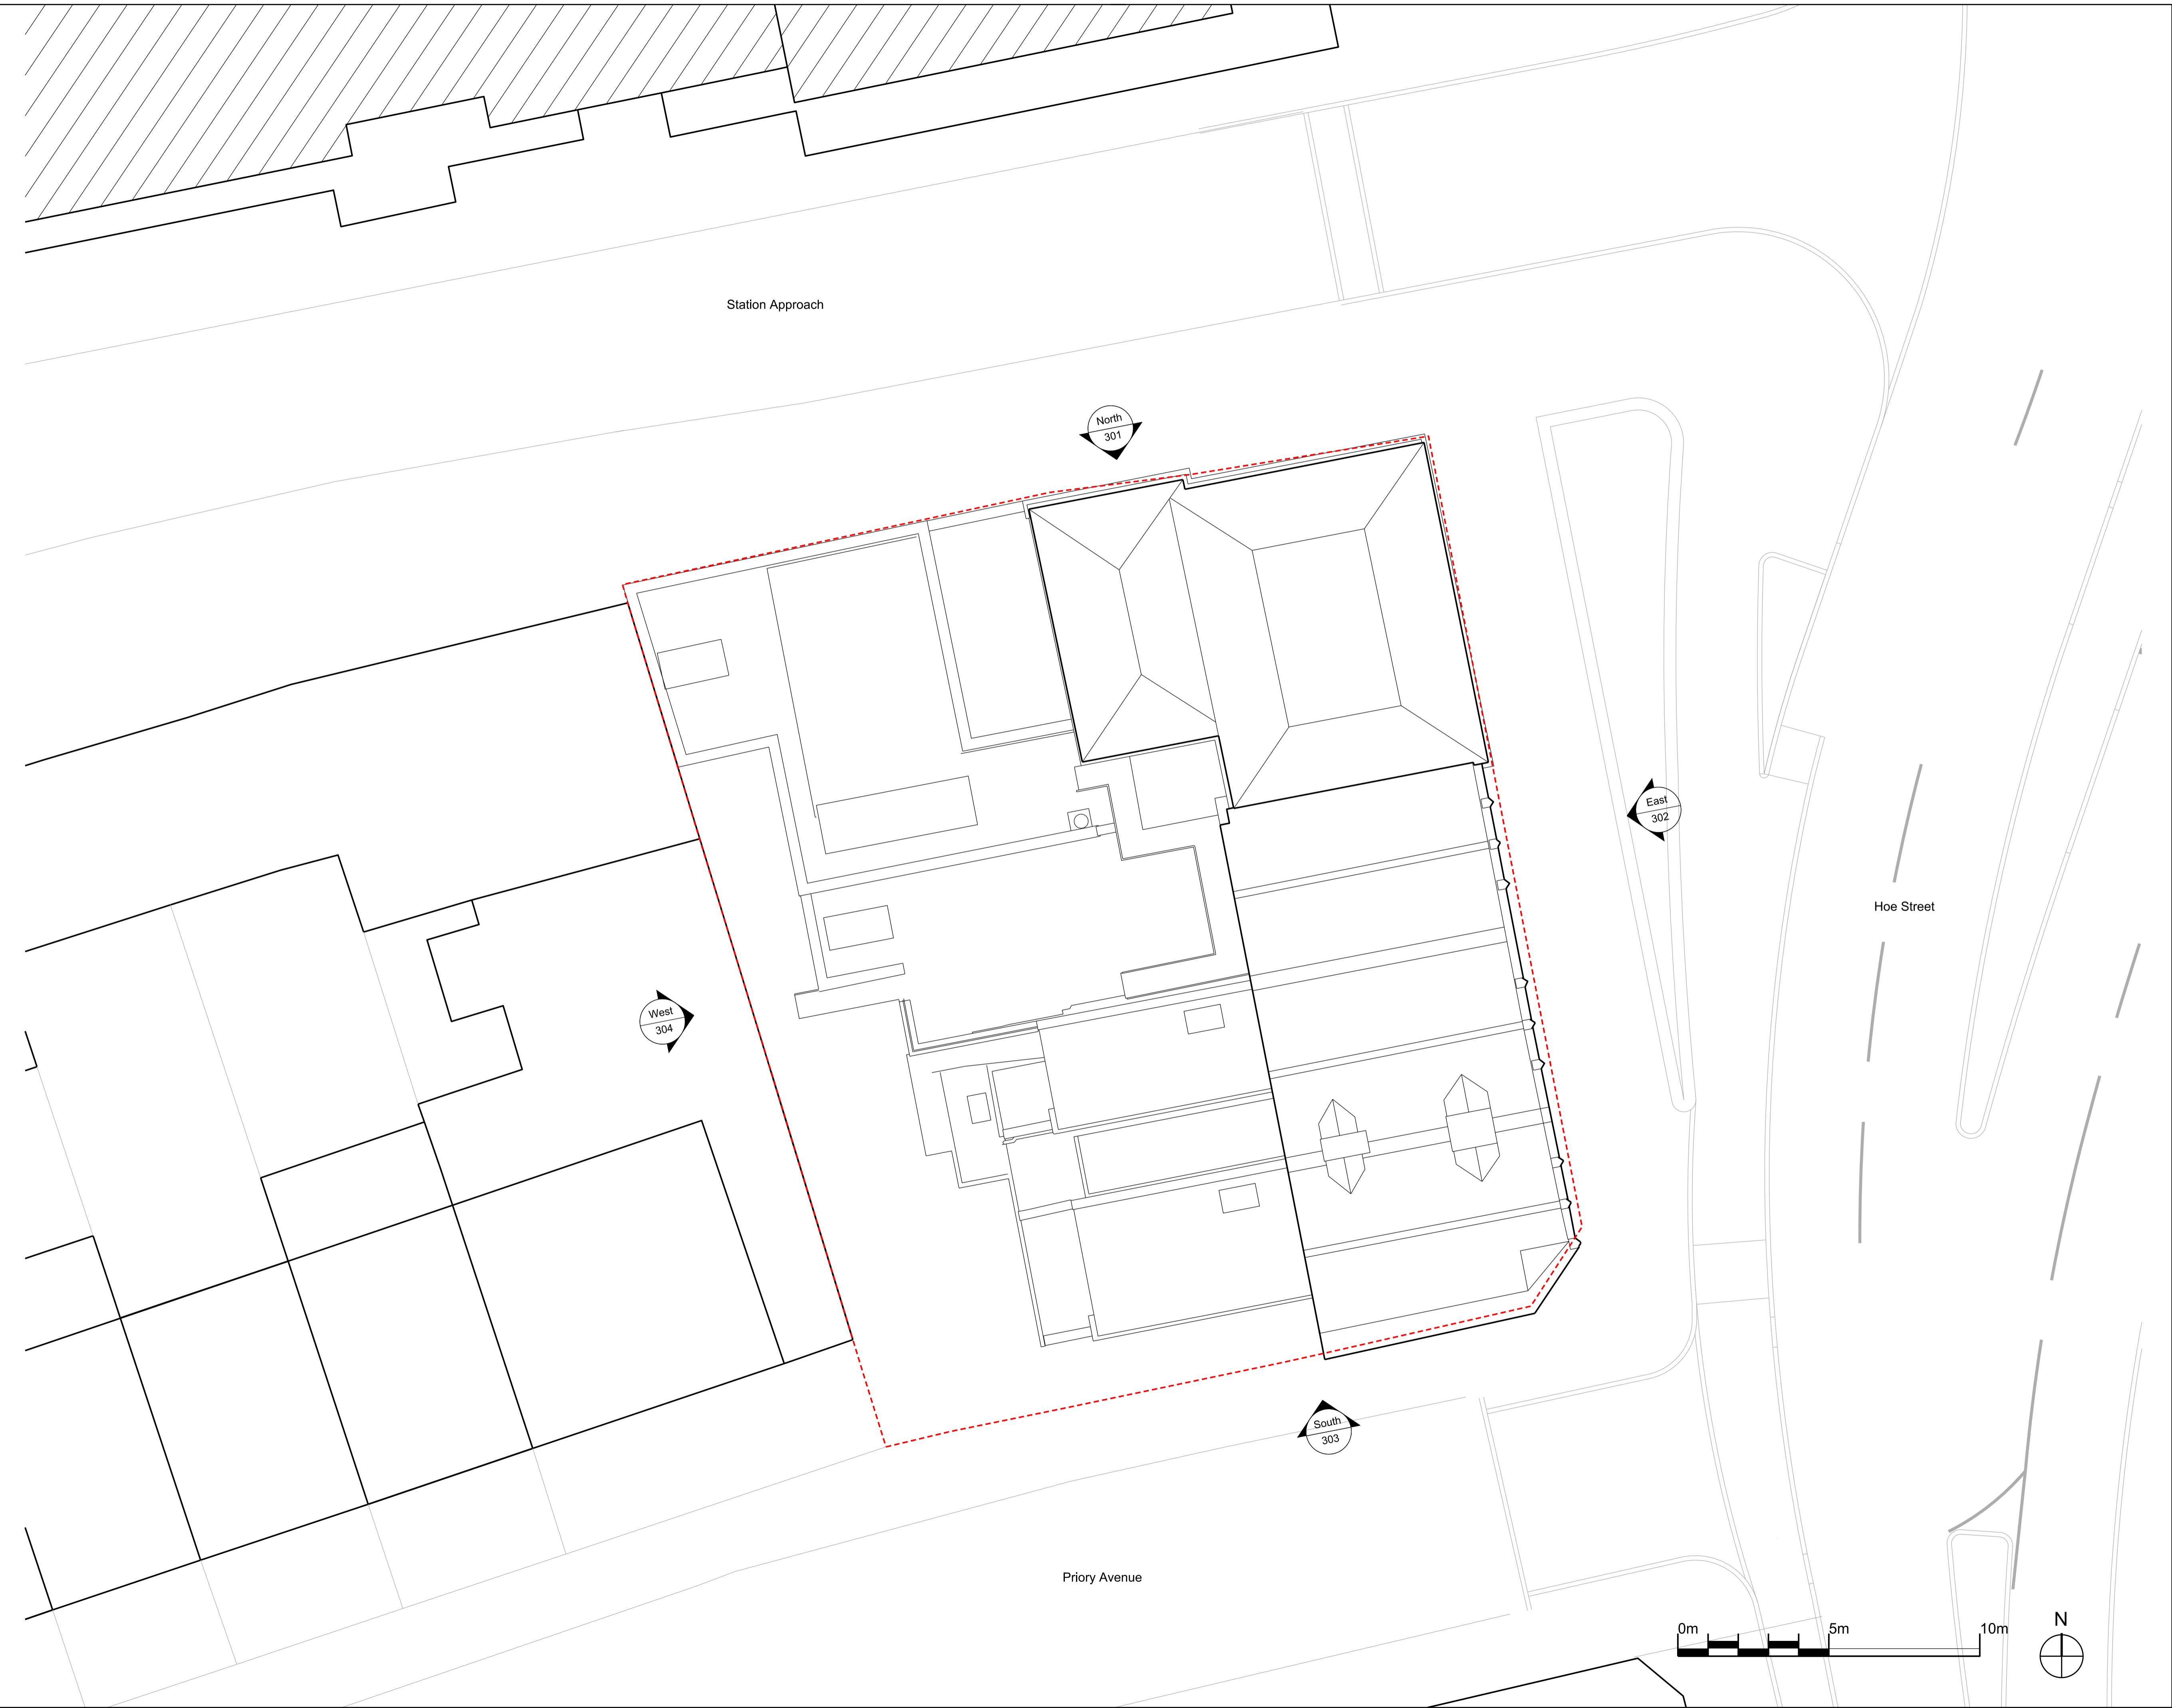 Station Approach
North
301
East
302
Hoe Street
West
304
South
303
Priory Avenue
0m 5m 10m
N